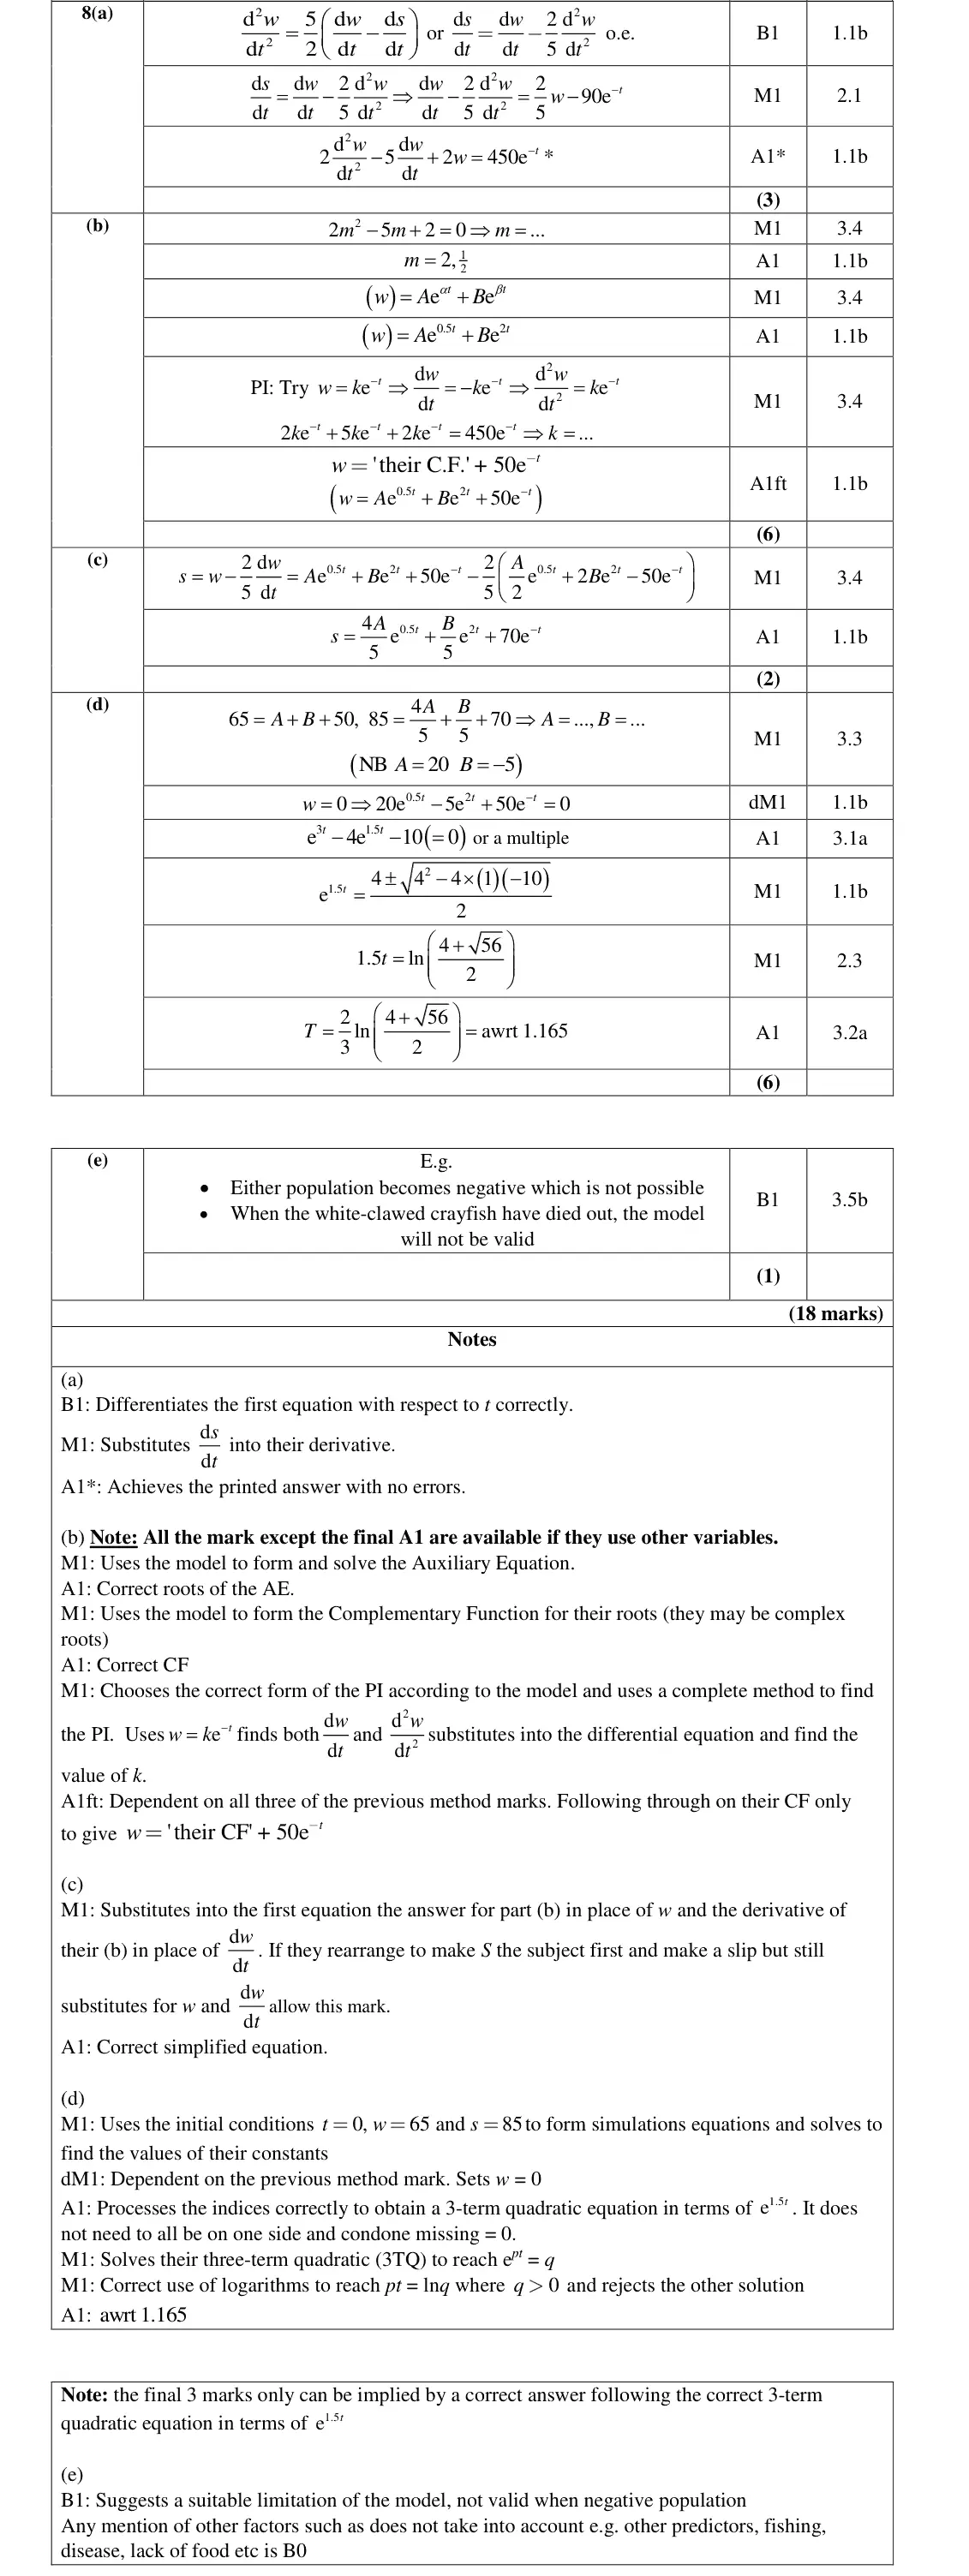 8(a) d²w/dt² = 5/2(dw/dt − ds/dt) or ds/dt = dw/dt − 2/5 d²w/dt² o.e. B1 1.1b
ds/dt = dw/dt − 2/5 d²w/dt² ⇒ dw/dt − 2/5 d²w/dt² = 2/5 w − 90e⁻ᵗ M1 2.1
2 d²w/dt² − 5 dw/dt + 2w = 450e⁻ᵗ * A1* 1.1b
(3)
(b) 2m² − 5m + 2 = 0 ⇒ m = ... M1 3.4
m = 2, ½ A1 1.1b
(w) = Ae^(αt) + Be^(βt) M1 3.4
(w) = Ae^(0.5t) + Be^(2t) A1 1.1b
PI: Try w = ke⁻ᵗ ⇒ dw/dt = −ke⁻ᵗ ⇒ d²w/dt² = ke⁻ᵗ
2ke⁻ᵗ + 5ke⁻ᵗ + 2ke⁻ᵗ = 450e⁻ᵗ ⇒ k = ... M1 3.4
w = 'their C.F.' + 50e⁻ᵗ
(w = Ae^(0.5t) + Be^(2t) + 50e⁻ᵗ) A1ft 1.1b
(6)
(c) s = w − 2/5 dw/dt = Ae^(0.5t) + Be^(2t) + 50e⁻ᵗ − 2/5(A/2 e^(0.5t) + 2Be^(2t) − 50e⁻ᵗ) M1 3.4
s = 4A/5 e^(0.5t) + B/5 e^(2t) + 70e⁻ᵗ A1 1.1b
(2)
(d) 65 = A + B + 50, 85 = 4A/5 + B/5 + 70 ⇒ A = ..., B = ...
(NB A = 20 B = −5) M1 3.3
w = 0 ⇒ 20e^(0.5t) − 5e^(2t) + 50e⁻ᵗ = 0 dM1 1.1b
e^(3t) − 4e^(1.5t) − 10(= 0) or a multiple A1 3.1a
e^(1.5t) = (4 ± √(4² − 4×(1)(−10)))/2 M1 1.1b
1.5t = ln((4 + √56)/2) M1 2.3
T = 2/3 ln((4 + √56)/2) = awrt 1.165 A1 3.2a
(6)
(e) E.g.
• Either population becomes negative which is not possible
• When the white-clawed crayfish have died out, the model
will not be valid B1 3.5b
(1)
(18 marks)
Notes
(a)
B1: Differentiates the first equation with respect to t correctly.
M1: Substitutes ds/dt into their derivative.
A1*: Achieves the printed answer with no errors.
(b) Note: All the mark except the final A1 are available if they use other variables.
M1: Uses the model to form and solve the Auxiliary Equation.
A1: Correct roots of the AE.
M1: Uses the model to form the Complementary Function for their roots (they may be complex
roots)
A1: Correct CF
M1: Chooses the correct form of the PI according to the model and uses a complete method to find
the PI. Uses w = ke⁻ᵗ finds both dw/dt and d²w/dt² substitutes into the differential equation and find the
value of k.
A1ft: Dependent on all three of the previous method marks. Following through on their CF only
to give w = 'their CF' + 50e⁻ᵗ
(c)
M1: Substitutes into the first equation the answer for part (b) in place of w and the derivative of
their (b) in place of dw/dt. If they rearrange to make S the subject first and make a slip but still
substitutes for w and dw/dt allow this mark.
A1: Correct simplified equation.
(d)
M1: Uses the initial conditions t = 0, w = 65 and s = 85 to form simulations equations and solves to
find the values of their constants
dM1: Dependent on the previous method mark. Sets w = 0
A1: Processes the indices correctly to obtain a 3-term quadratic equation in terms of e^(1.5t). It does
not need to all be on one side and condone missing = 0.
M1: Solves their three-term quadratic (3TQ) to reach e^(pt) = q
M1: Correct use of logarithms to reach pt = lnq where q > 0 and rejects the other solution
A1: awrt 1.165
Note: the final 3 marks only can be implied by a correct answer following the correct 3-term
quadratic equation in terms of e^(1.5t)
(e)
B1: Suggests a suitable limitation of the model, not valid when negative population
Any mention of other factors such as does not take into account e.g. other predictors, fishing,
disease, lack of food etc is B0